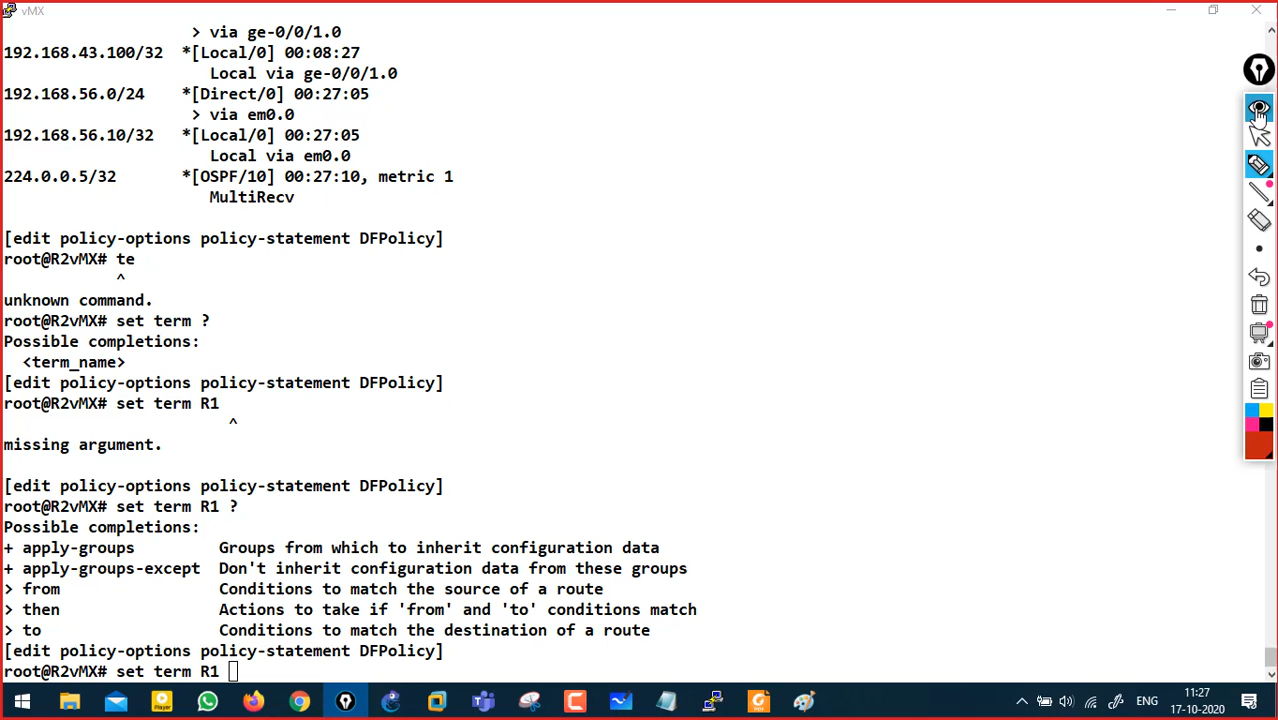 vMX
> via ge-0/0/1.0
192.168.43.100/32 *[Local/0] 00:08:27
Local via ge-0/0/1.0
192.168.56.0/24 *[Direct/0] 00:27:05
> via em0.0
192.168.56.10/32 *[Local/0] 00:27:05
Local via em0.0
224.0.0.5/32 *[OSPF/10] 00:27:10, metric 1
MultiRecv
[edit policy-options policy-statement DFPolicy]
root@R2vMX# te
^
unknown command.
root@R2vMX# set term ?
Possible completions:
<term_name>
[edit policy-options policy-statement DFPolicy]
root@R2vMX# set term R1
^
missing argument.
[edit policy-options policy-statement DFPolicy]
root@R2vMX# set term R1 ?
Possible completions:
+ apply-groups Groups from which to inherit configuration data
+ apply-groups-except Don't inherit configuration data from these groups
> from Conditions to match the source of a route
> then Actions to take if 'from' and 'to' conditions match
> to Conditions to match the destination of a route
[edit policy-options policy-statement DFPolicy]
root@R2vMX# set term R1
ENG
11:27
17-10-2020